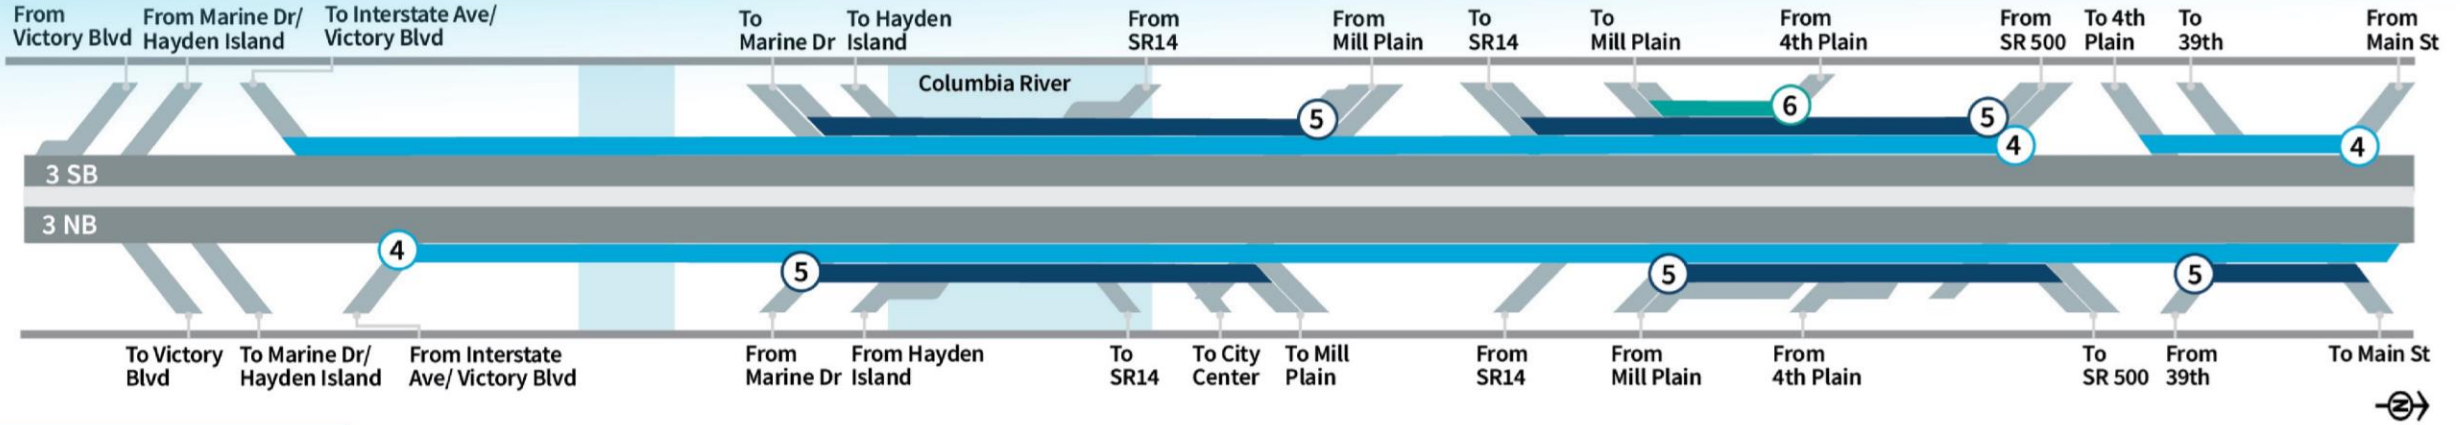 From
Victory Blvd
From Marine Dr/
Hayden Island
To Interstate Ave/
Victory Blvd
To
Marine Dr
To Hayden
Island
From
SR14
From
Mill Plain
To
SR14
To
Mill Plain
From
4th Plain
From
SR 500
To 4th
Plain
To
39th
From
Main St
Columbia River
5
6
5
4
4
3 SB
3 NB
4
5
5
5
To Victory
Blvd
To Marine Dr/
Hayden Island
From Interstate
Ave/ Victory Blvd
From
Marine Dr
From Hayden
Island
To
SR14
To City
Center
To Mill
Plain
From
SR14
From
Mill Plain
From
4th Plain
To
SR 500
From
39th
To Main St
N